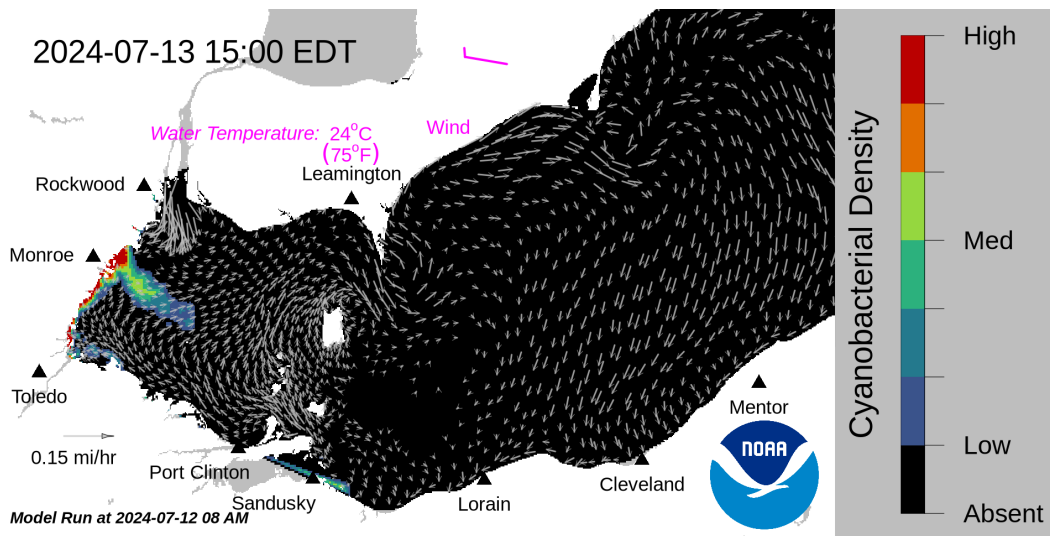 2024-07-13 15:00 EDT
High
Water Temperature: 24°C
(75°F)
Wind
Leamington
Rockwood
Monroe
Med
Cyanobacterial Density
Toledo
Mentor
0.15 mi/hr
NOAA
Low
Port Clinton
Cleveland
Sandusky
Lorain
Model Run at 2024-07-12 08 AM
Absent